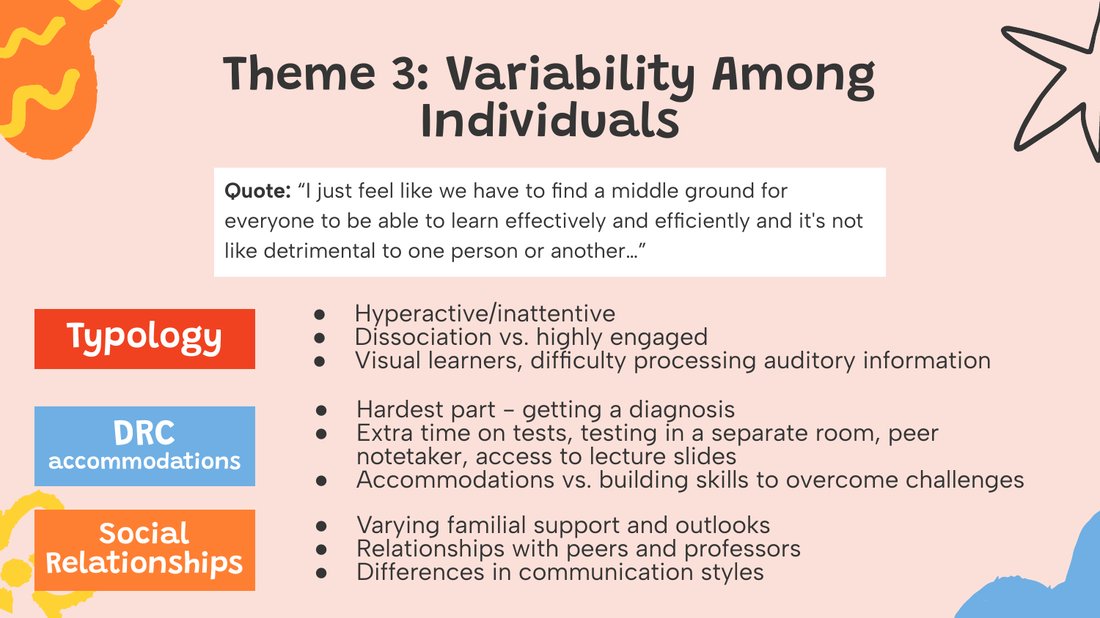 Theme 3: Variability Among
Individuals
Quote: “I just feel like we have to find a middle ground for
everyone to be able to learn effectively and efficiently and it's not
like detrimental to one person or another…”
Typology
● Hyperactive/inattentive
● Dissociation vs. highly engaged
● Visual learners, difficulty processing auditory information
DRC
accommodations
● Hardest part - getting a diagnosis
● Extra time on tests, testing in a separate room, peer
notetaker, access to lecture slides
● Accommodations vs. building skills to overcome challenges
Social
Relationships
● Varying familial support and outlooks
● Relationships with peers and professors
● Differences in communication styles